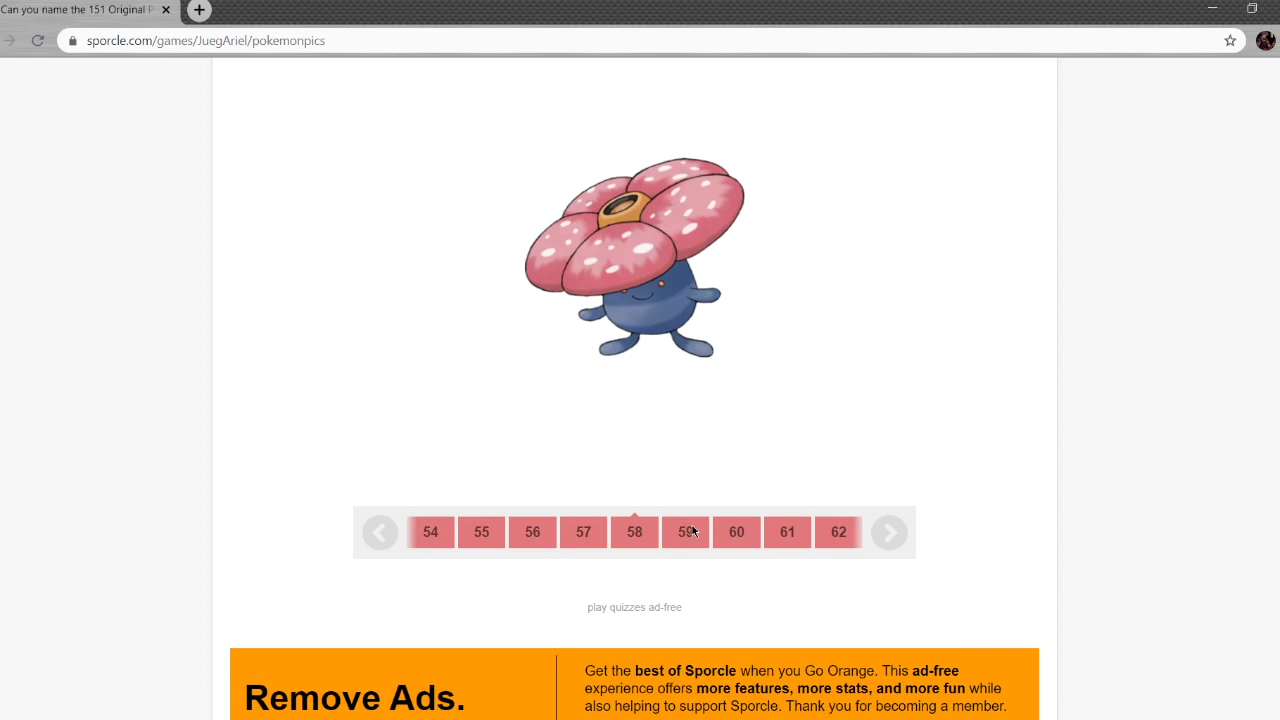 Can you name the 151 Original P
sporcle.com/games/JuegAriel/pokemonpics
54 55 56 57 58 59 60 61 62
play quizzes ad-free
Remove Ads.
Get the best of Sporcle when you Go Orange. This ad-free
experience offers more features, more stats, and more fun while
also helping to support Sporcle. Thank you for becoming a member.